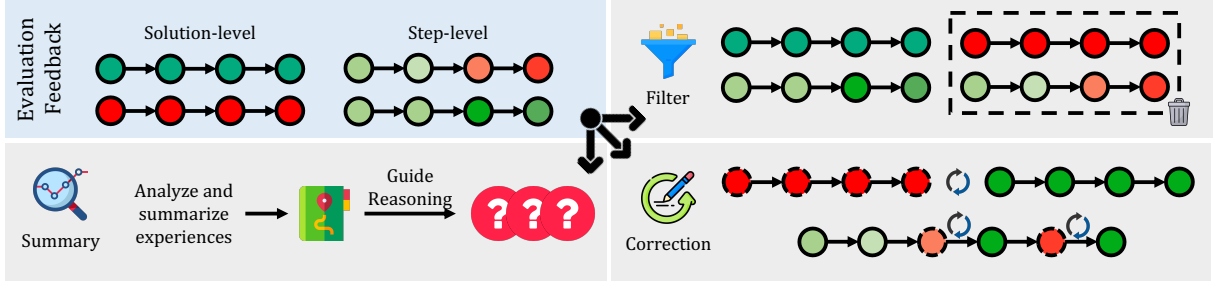 Evaluation
Feedback
Solution-level
Step-level
Filter
Summary
Analyze and
summarize
experiences
Guide
Reasoning
? ? ?
Correction